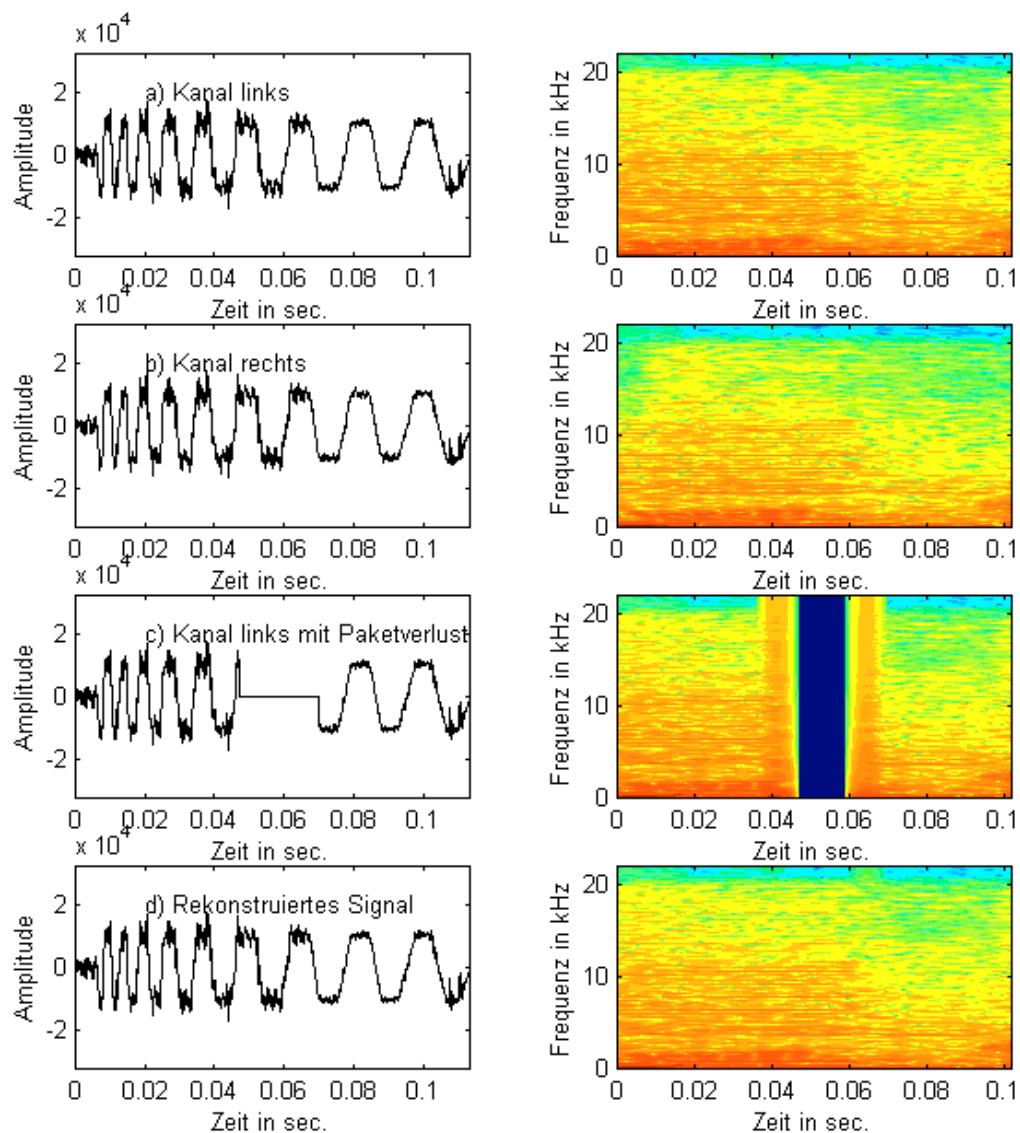 x 10^4
a) Kanal links
Amplitude
2
0
-2
0 0.02 0.04 0.06 0.08 0.1
Zeit in sec.
Frequenz in kHz
20
10
0
0 0.02 0.04 0.06 0.08 0.1
Zeit in sec.
x 10^4
b) Kanal rechts
Amplitude
2
0
-2
0 0.02 0.04 0.06 0.08 0.1
Zeit in sec.
Frequenz in kHz
20
10
0
0 0.02 0.04 0.06 0.08 0.1
Zeit in sec.
x 10^4
c) Kanal links mit Paketverlust
Amplitude
2
0
-2
0 0.02 0.04 0.06 0.08 0.1
Zeit in sec.
Frequenz in kHz
20
10
0
0 0.02 0.04 0.06 0.08 0.1
Zeit in sec.
x 10^4
d) Rekonstruiertes Signal
Amplitude
2
0
-2
0 0.02 0.04 0.06 0.08 0.1
Zeit in sec.
Frequenz in kHz
20
10
0
0 0.02 0.04 0.06 0.08 0.1
Zeit in sec.